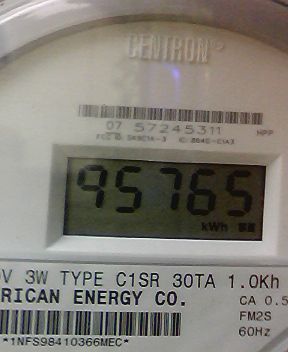 CENTRON®
07 57245311 HPP
95765
kWh
V 3W TYPE C1SR 30TA 1.0Kh
RICAN ENERGY CO.
CA 0.5
FM2S
60Hz
*1NFS98410366MEC*